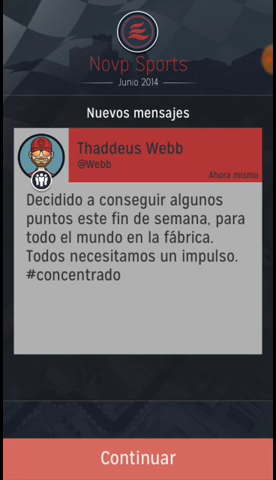 Novp Sports
Junio 2014
Nuevos mensajes
Thaddeus Webb
@Webb
Ahora mismo
Decidido a conseguir algunos
puntos este fin de semana, para
todo el mundo en la fábrica.
Todos necesitamos un impulso.
#concentrado
Continuar